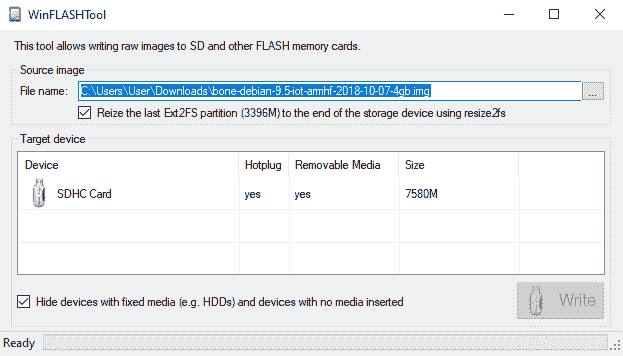 WinFLASHTool
This tool allows writing raw images to SD and other FLASH memory cards.
Source image
File name: C:\Users\User\Downloads\bone-debian-9.5-iot-armhf-2018-10-07-4gb.img ...
Reize the last Ext2FS partition (3396M) to the end of the storage device using resize2fs
Target device
Device Hotplug Removable Media Size
SDHC Card yes yes 7580M
Hide devices with fixed media (e.g. HDDs) and devices with no media inserted
Write
Ready